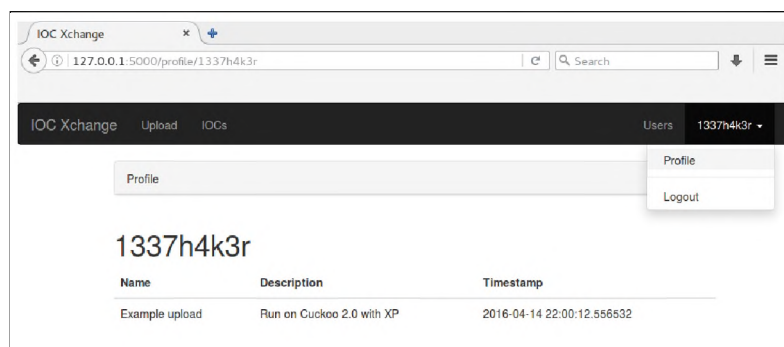 IOC Xchange
127.0.0.1:5000/profile/1337h4k3r
Search
IOC Xchange Upload IOCs Users 1337h4k3r
Profile
Logout
Profile
1337h4k3r
Name Description Timestamp
Example upload Run on Cuckoo 2.0 with XP 2016-04-14 22:00:12.556532